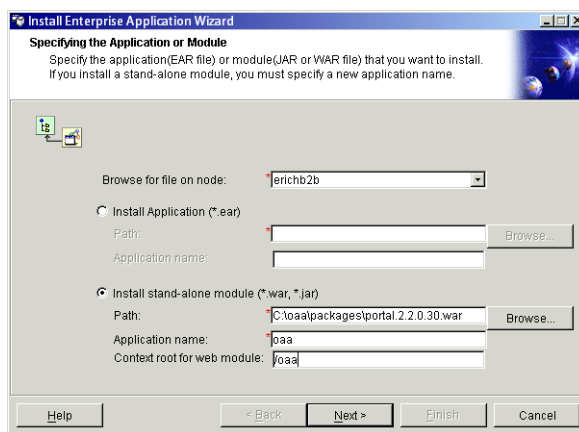 Install Enterprise Application Wizard
Specifying the Application or Module
Specify the application(EAR file) or module(JAR or WAR file) that you want to install.
If you install a stand-alone module, you must specify a new application name.
Browse for file on node: *erichb2b
Install Application (*.ear)
Path: * Browse...
Application name:
Install stand-alone module (*.war, *.jar)
Path: *C:\oaa\packages\portal.2.2.0.30.war Browse...
Application name: *oaa
Context root for web module: /oaa
Help < Back Next > Finish Cancel